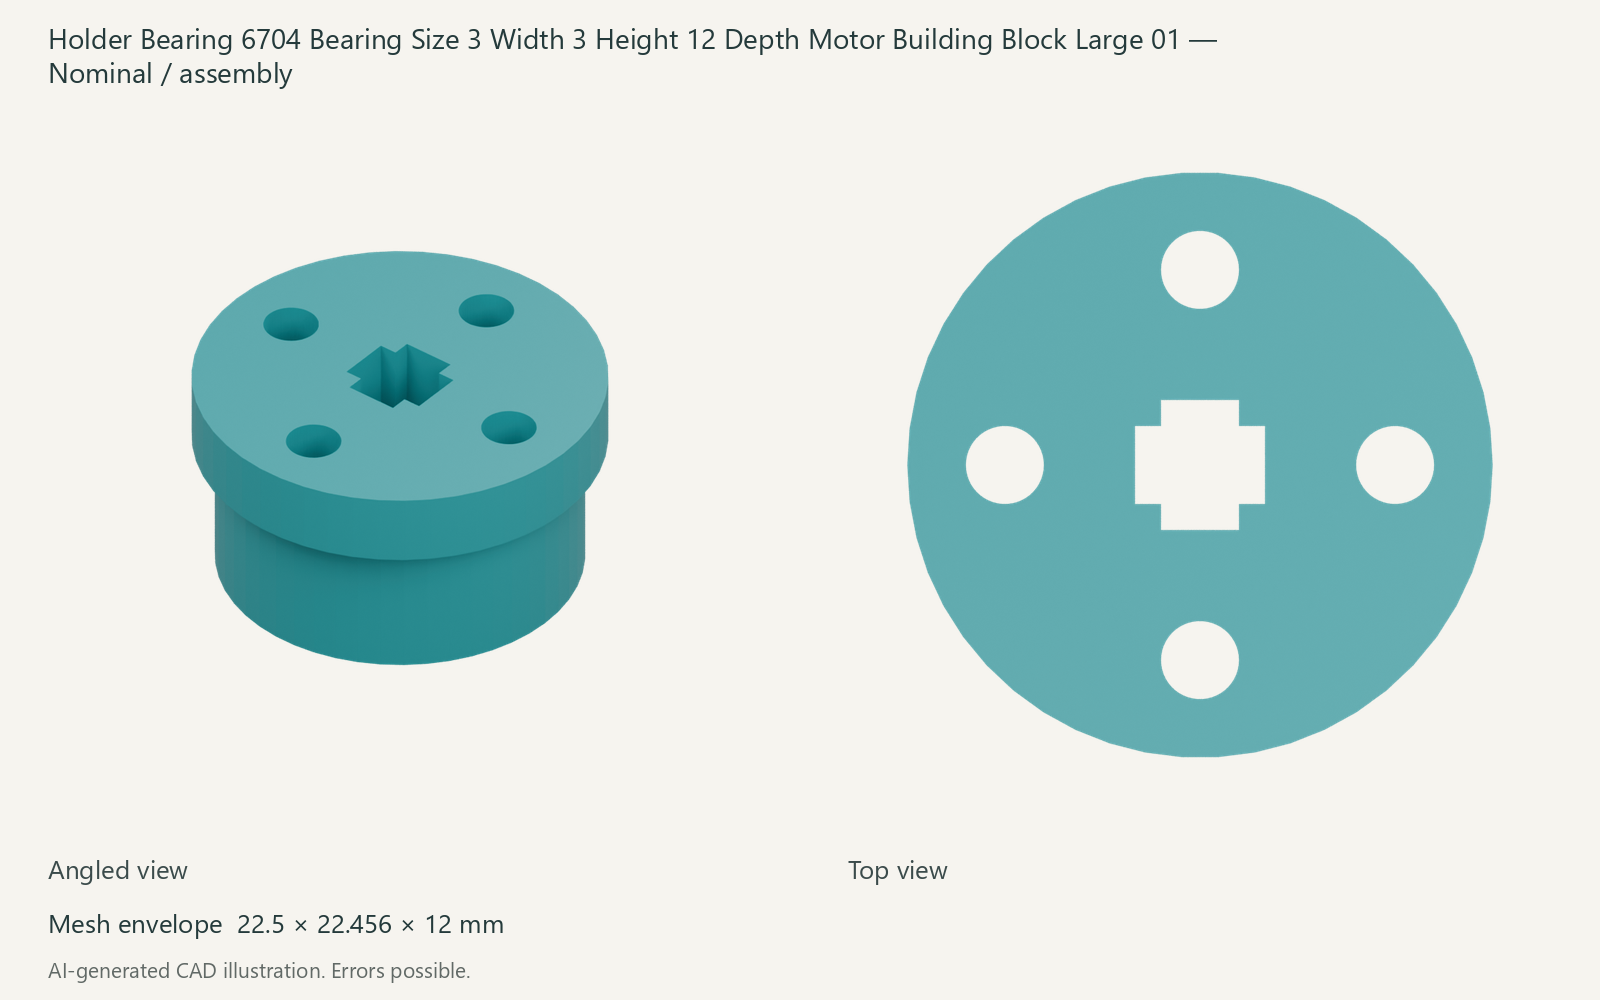 Holder Bearing 6704 Bearing Size 3 Width 3 Height 12 Depth Motor Building Block Large 01 —
Nominal / assembly
Angled view
Top view
Mesh envelope 22.5 × 22.456 × 12 mm
AI-generated CAD illustration. Errors possible.